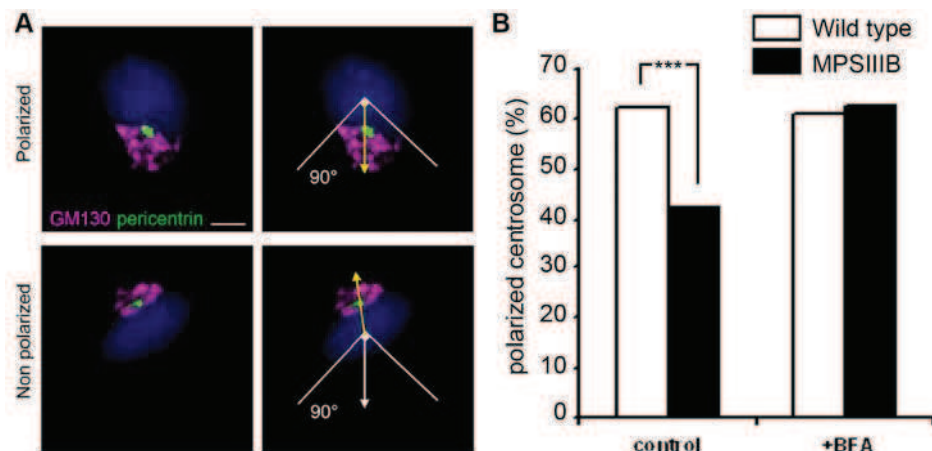 A
Polarized
GM130 pericentrin
90°
Non polarized
90°
B
Wild type
MPSIIIB
***
polarized centrosome (%)
70
60
50
40
30
20
10
0
control
+BFA